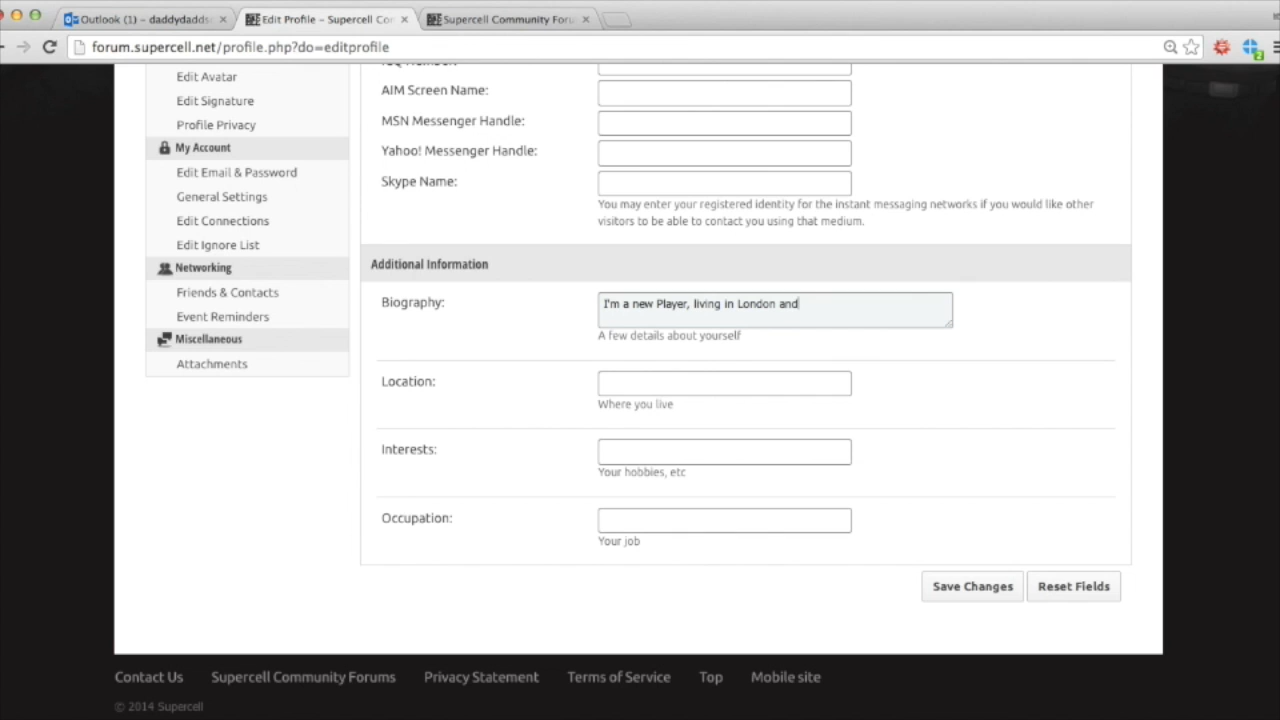 Outlook (1) – daddydadds
Edit Profile – Supercell Co
Supercell Community Foru
forum.supercell.net/profile.php?do=editprofile
Edit Avatar
Edit Signature
Profile Privacy
My Account
Edit Email & Password
General Settings
Edit Connections
Edit Ignore List
Networking
Friends & Contacts
Event Reminders
Miscellaneous
Attachments
AIM Screen Name:
MSN Messenger Handle:
Yahoo! Messenger Handle:
Skype Name:
You may enter your registered identity for the instant messaging networks if you would like other
visitors to be able to contact you using that medium.
Additional Information
Biography:
I'm a new Player, living in London and
A few details about yourself
Location:
Where you live
Interests:
Your hobbies, etc
Occupation:
Your job
Save Changes
Reset Fields
Contact Us
Supercell Community Forums
Privacy Statement
Terms of Service
Top
Mobile site
© 2014 Supercell